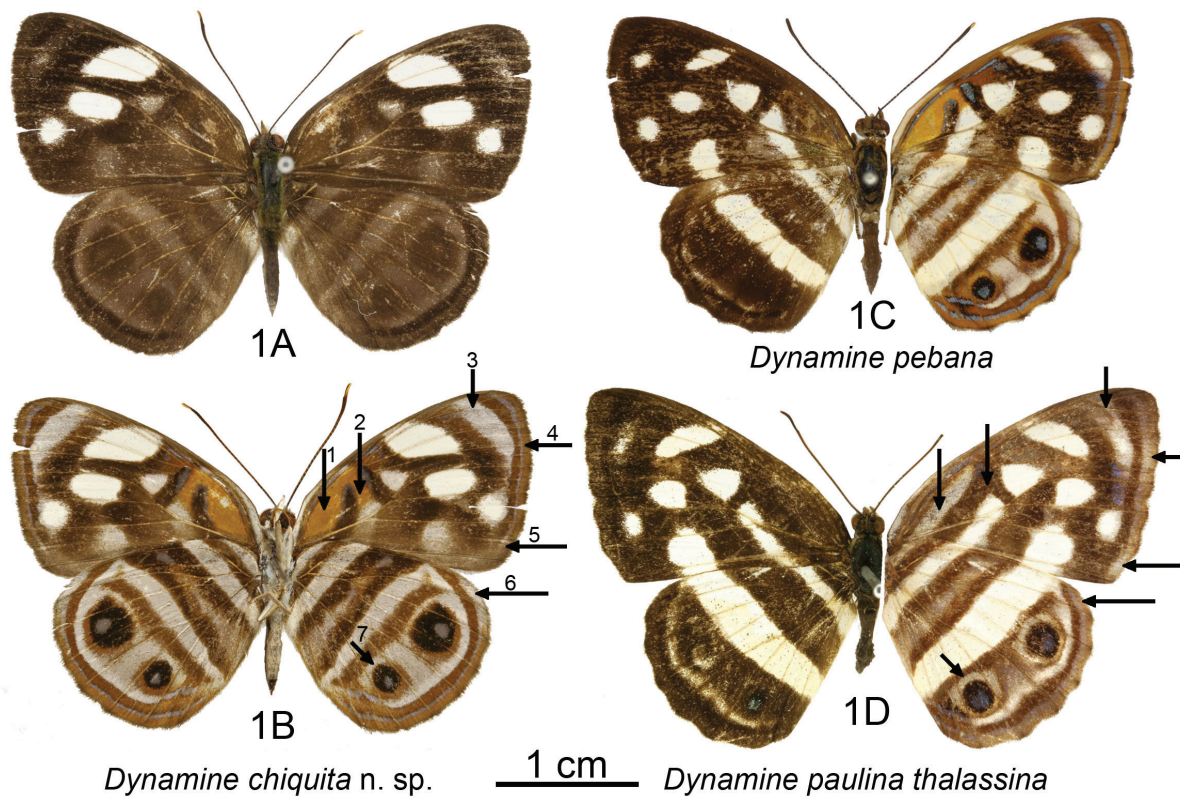 1A
1C
Dynamine pebana
3
4
2
1
5
6
7
1B
1D
Dynamine chiquita n. sp.
1 cm
Dynamine paulina thalassina